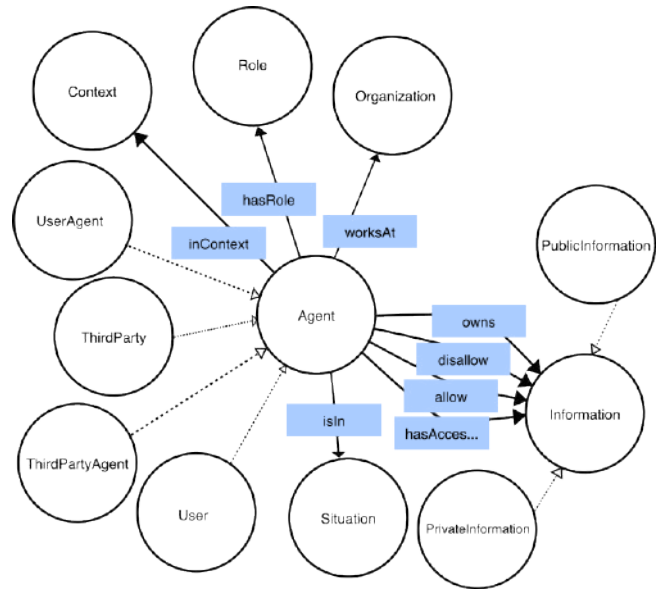 Role
Context
Organization
hasRole
UserAgent
worksAt
inContext
PublicInformation
Agent
owns
ThirdParty
disallow
allow
Information
isIn
hasAcces...
ThirdPartyAgent
User
Situation
PrivateInformation